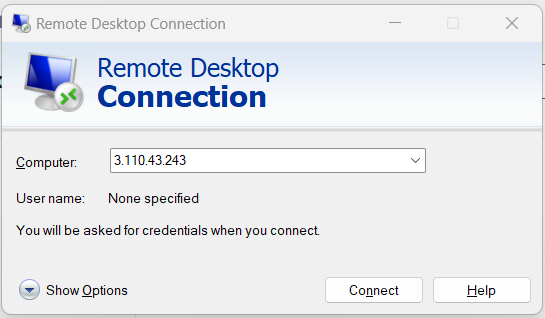 Remote Desktop Connection
Remote Desktop
Connection
Computer:
3.110.43.243
User name:
None specified
You will be asked for credentials when you connect.
Show Options
Connect
Help